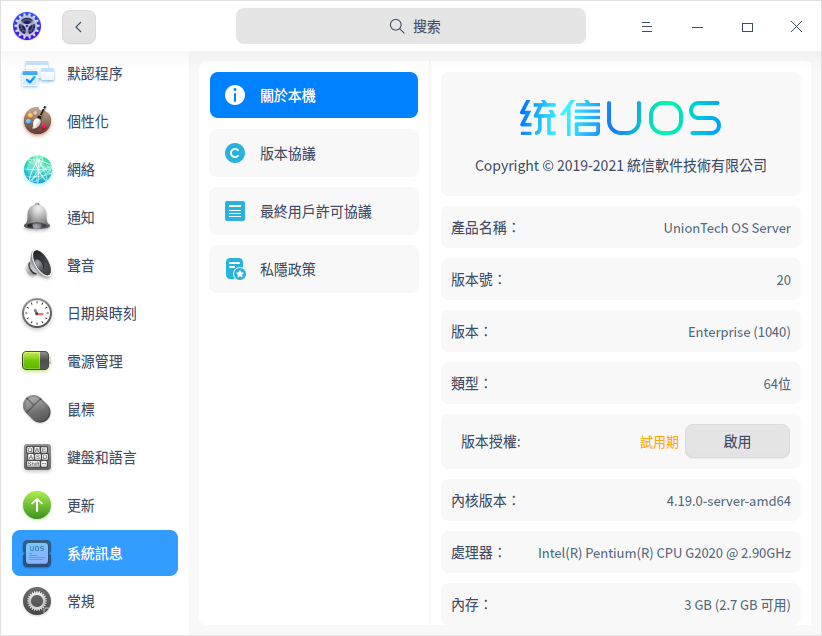 搜索
默認程序
個性化
網絡
通知
聲音
日期與時刻
電源管理
鼠標
鍵盤和語言
更新
系統訊息
常規
關於本機
版本協議
最終用戶許可協議
私隱政策
统信UOS
Copyright © 2019-2021 統信軟件技術有限公司
產品名稱： UnionTech OS Server
版本號： 20
版本： Enterprise (1040)
類型： 64位
版本授權: 試用期 啟用
內核版本： 4.19.0-server-amd64
處理器： Intel(R) Pentium(R) CPU G2020 @ 2.90GHz
內存： 3 GB (2.7 GB 可用)